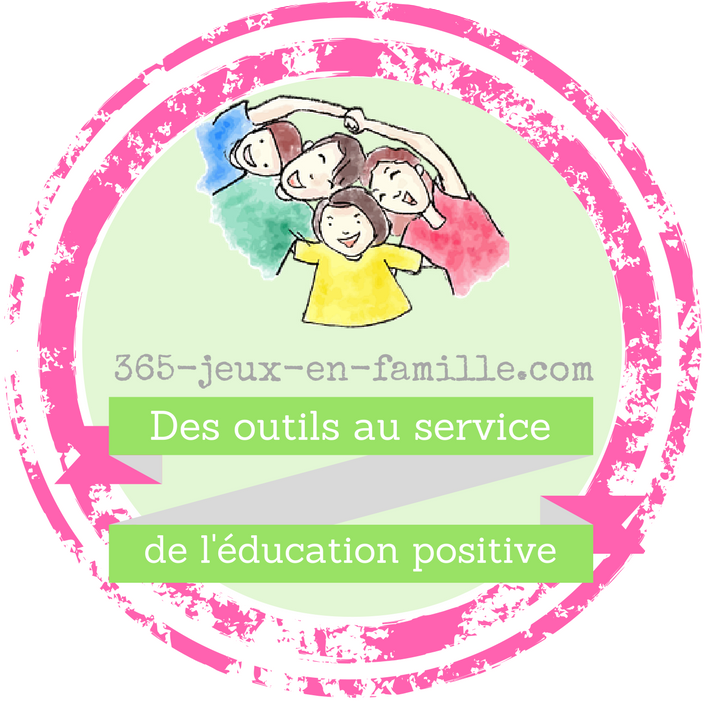 365-jeux-en-famille.com
Des outils au service
de l'éducation positive